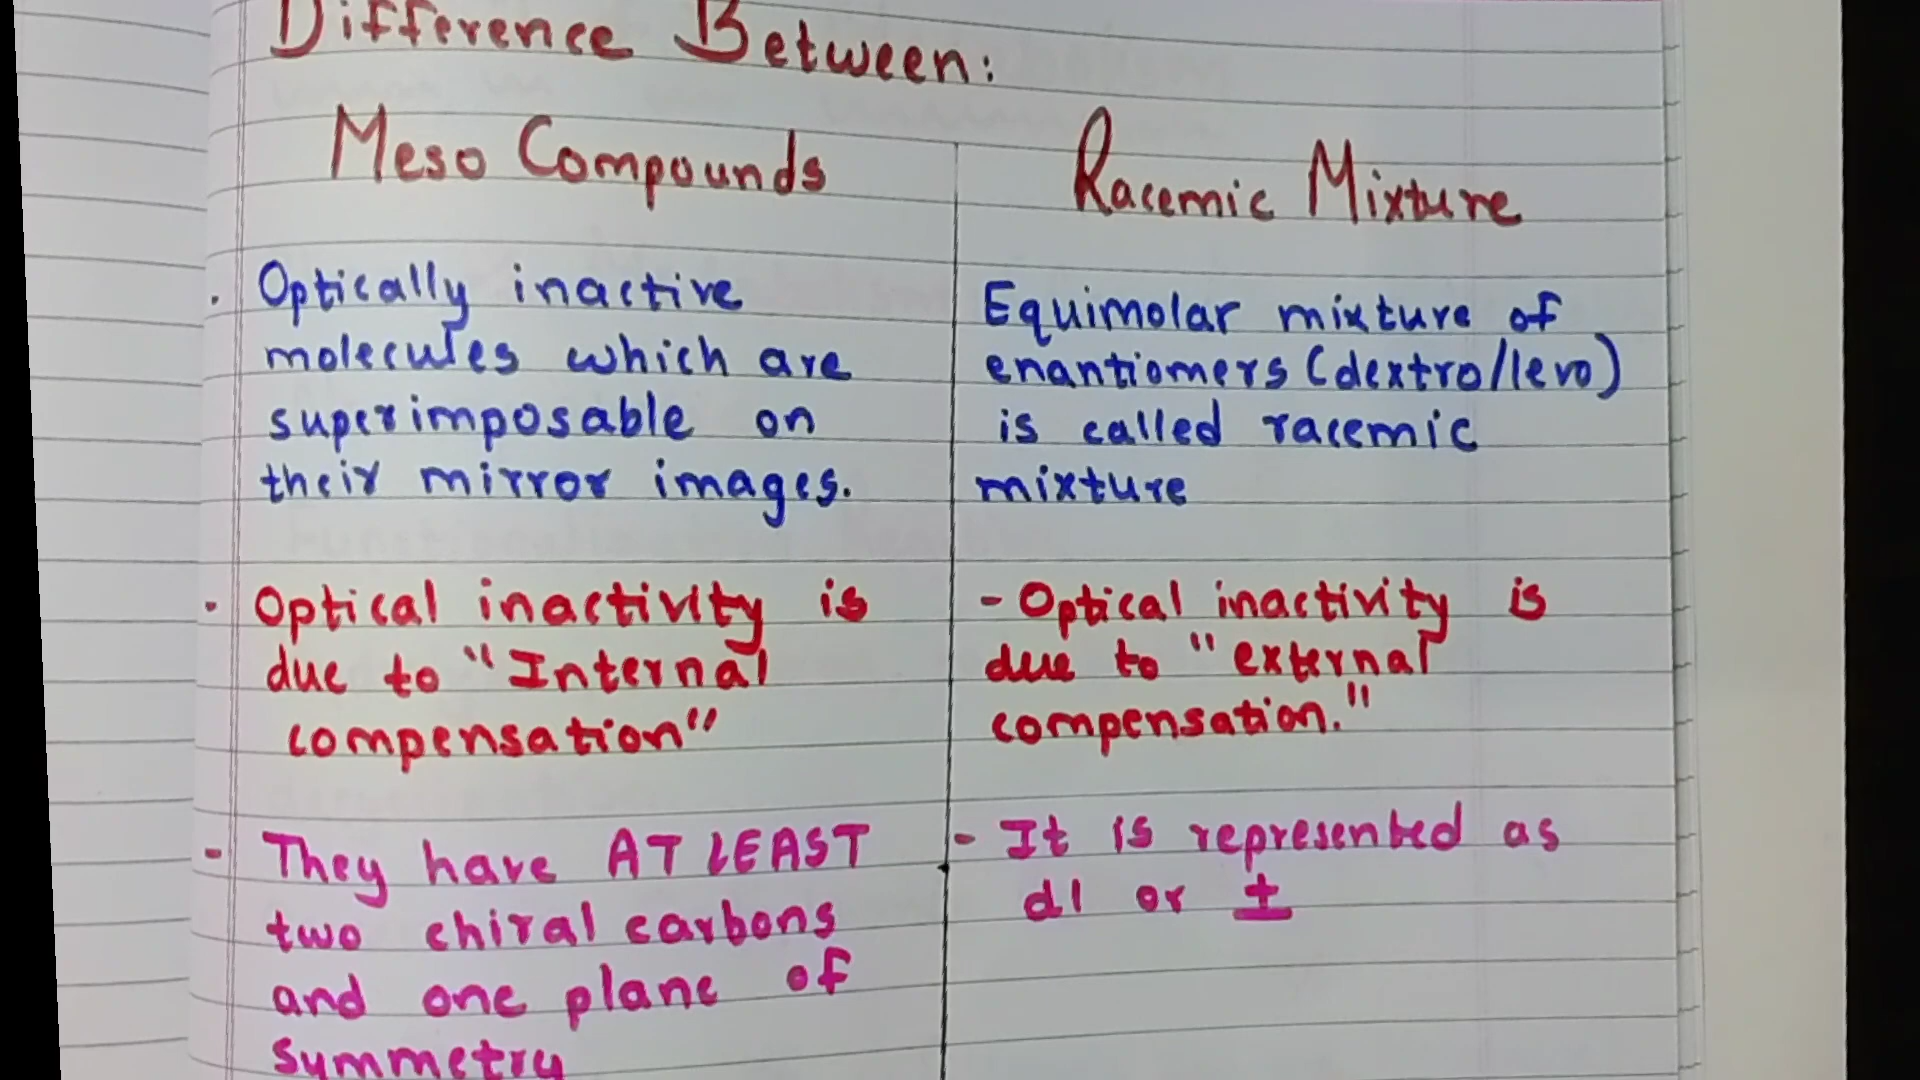 Difference Between:
Meso Compounds
. Optically inactive
molecules which are
superimposable on
their mirror images.
. Optical inactivity is
due to "Internal
compensation"
- They have AT LEAST
two chiral carbons
and one plane of
symmetry
Racemic Mixture
Equimolar mixture of
enantiomers (dextro/levo)
is called racemic
mixture
- Optical inactivity is
due to "external
compensation."
- It is represented as
dl or ±